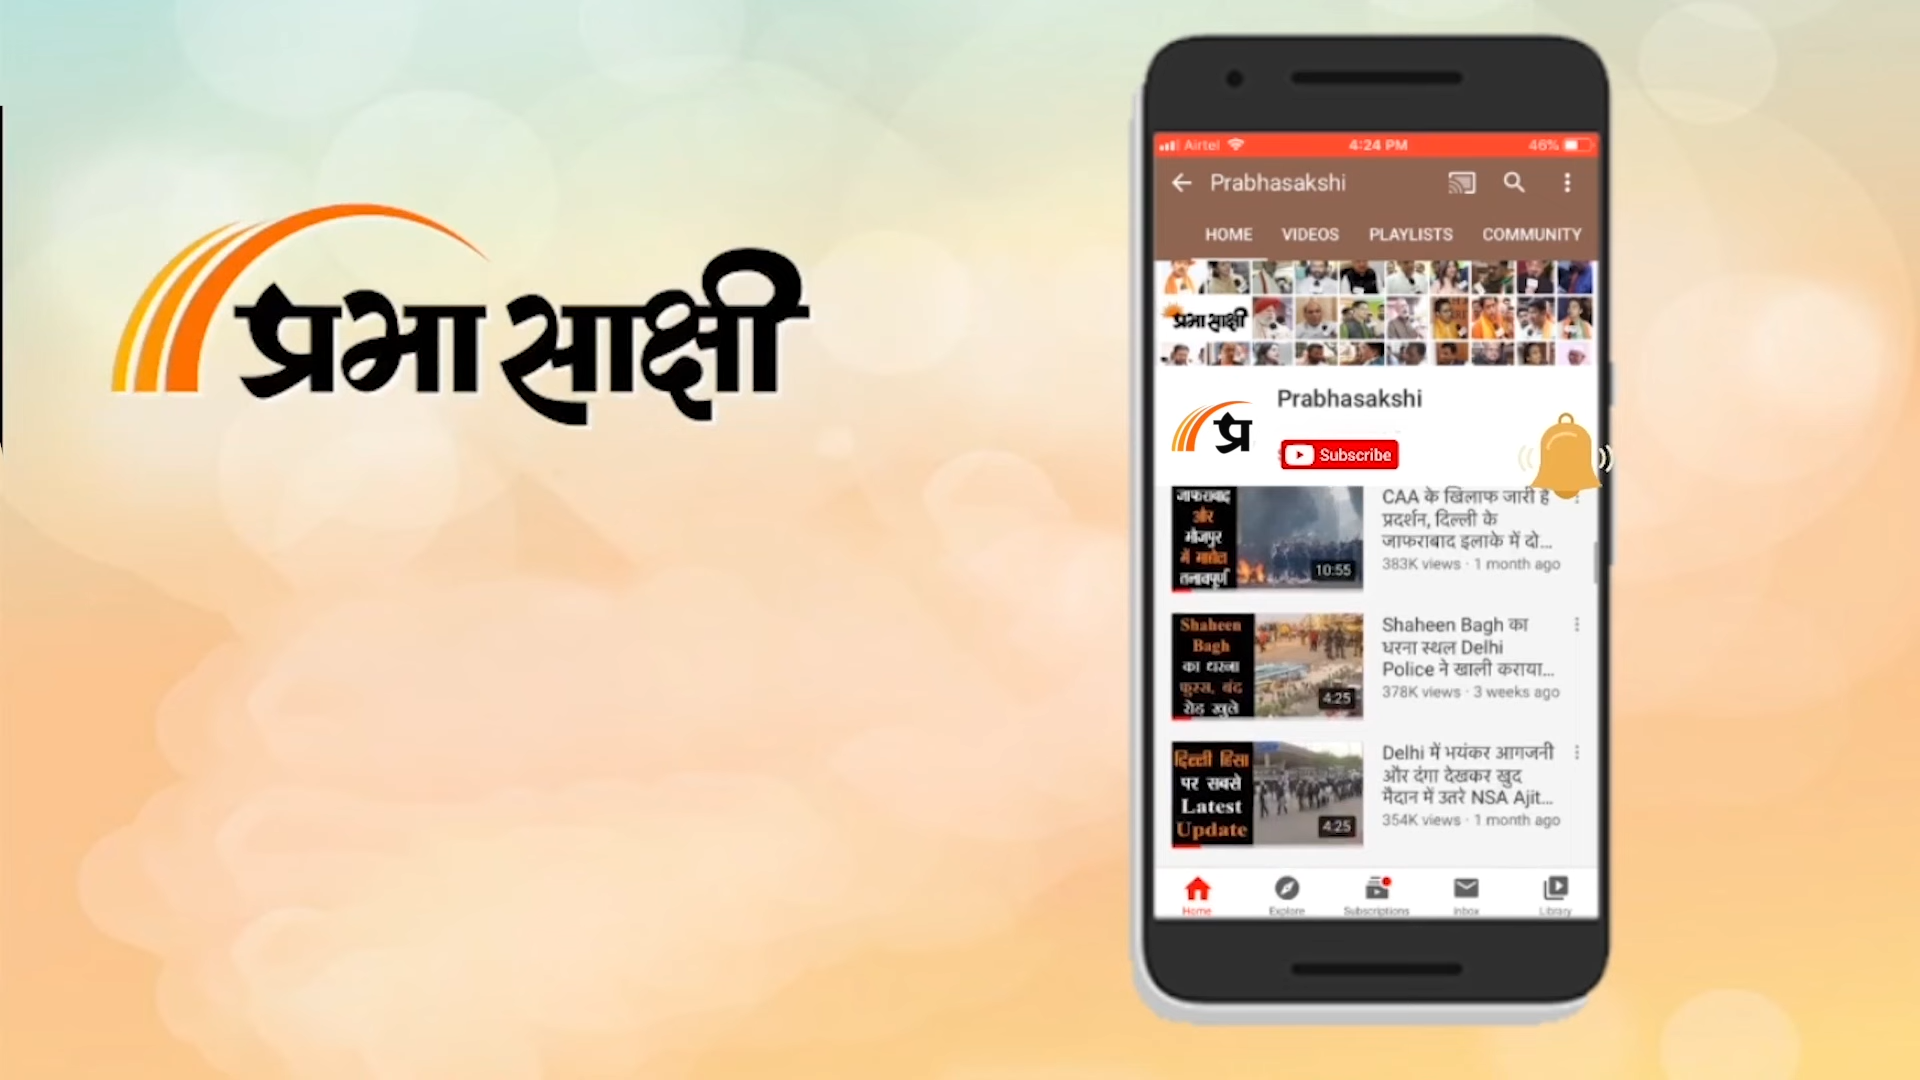 प्रभासाक्षी
Airtel 4:24 PM 46%
Prabhasakshi
HOME VIDEOS PLAYLISTS COMMUNITY
प्रभासाक्षी
Prabhasakshi
प्र
Subscribe
जाफराबाद
और
मौजपुर
में माहौल
तनावपूर्ण
10:55
CAA के खिलाफ जारी है
प्रदर्शन, दिल्ली के
जाफराबाद इलाके में दो...
383K views · 1 month ago
Shaheen
Bagh
का धरना
फुस्स, बंद
रोड खुले
4:25
Shaheen Bagh का
धरना स्थल Delhi
Police ने खाली कराया...
378K views · 3 weeks ago
दिल्ली हिंसा
पर सबसे
Latest
Update
4:25
Delhi में भयंकर आगजनी
और दंगा देखकर खुद
मैदान में उतरे NSA Ajit...
354K views · 1 month ago
Home Explore Subscriptions Inbox Library